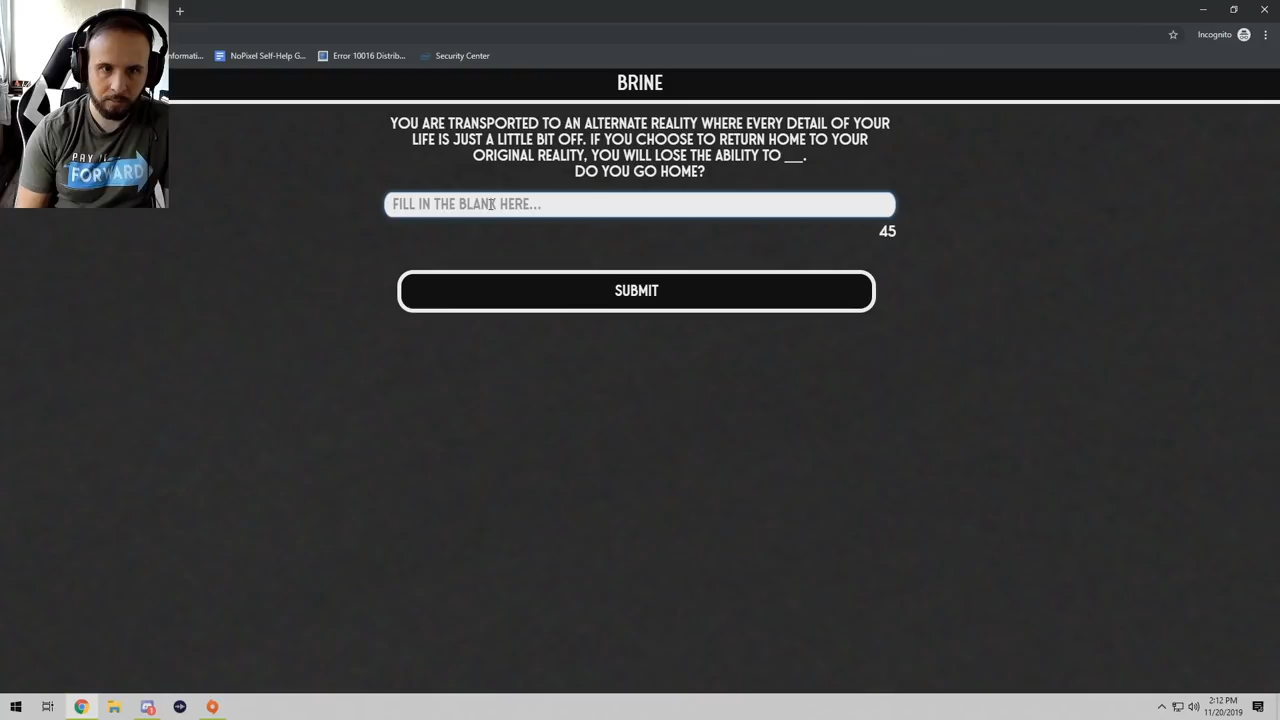 Incognito
nformati...
NoPixel Self-Help G...
Error 10016 Distrib...
Security Center
BRINE
YOU ARE TRANSPORTED TO AN ALTERNATE REALITY WHERE EVERY DETAIL OF YOUR
LIFE IS JUST A LITTLE BIT OFF. IF YOU CHOOSE TO RETURN HOME TO YOUR
ORIGINAL REALITY, YOU WILL LOSE THE ABILITY TO ___.
DO YOU GO HOME?
FILL IN THE BLANK HERE...
45
SUBMIT
FORWARD
2:12 PM
11/20/2019